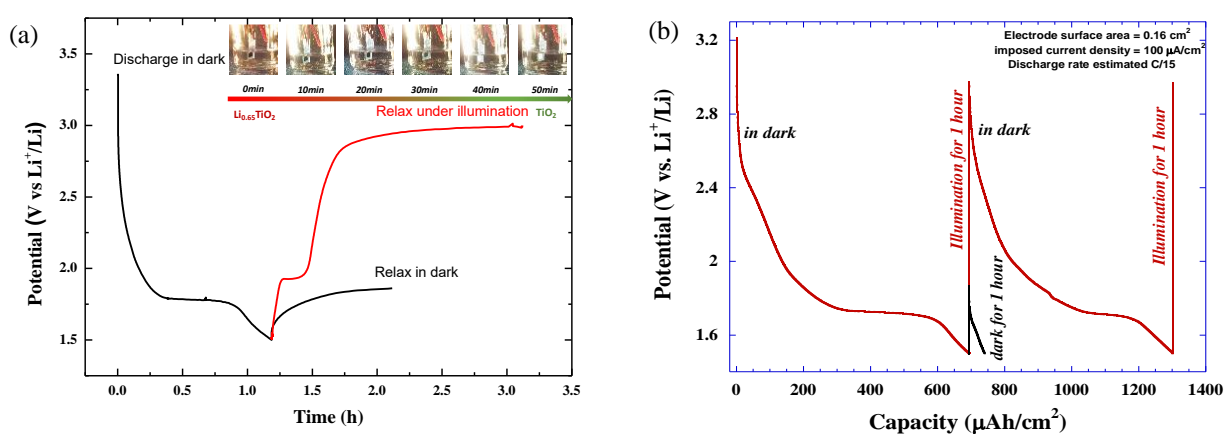 (a)
Potential (V vs Li⁺/Li)
3.5
3.0
2.5
2.0
1.5
Discharge in dark
0min
10min
20min
30min
40min
50min
Li₀.₆₅TiO₂
TiO₂
Relax under illumination
Relax in dark
0.0
0.5
1.0
1.5
2.0
2.5
3.0
3.5
Time (h)
(b)
Potential (V vs. Li⁺/Li)
3.2
2.8
2.4
2
1.6
Electrode surface area = 0.16 cm²
imposed current density = 100 µA/cm²
Discharge rate estimated C/15
in dark
Illumination for 1 hour
in dark
dark for 1 hour
Illumination for 1 hour
0
200
400
600
800
1000
1200
1400
Capacity (µAh/cm²)